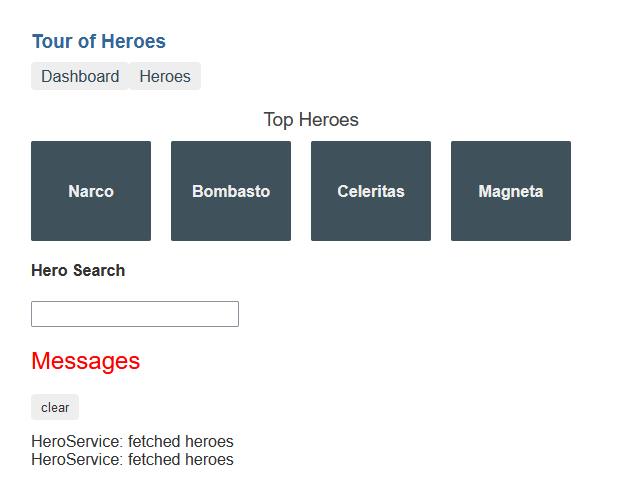 Tour of Heroes
Dashboard Heroes
Top Heroes
Narco Bombasto Celeritas Magneta
Hero Search
Messages
clear
HeroService: fetched heroes
HeroService: fetched heroes